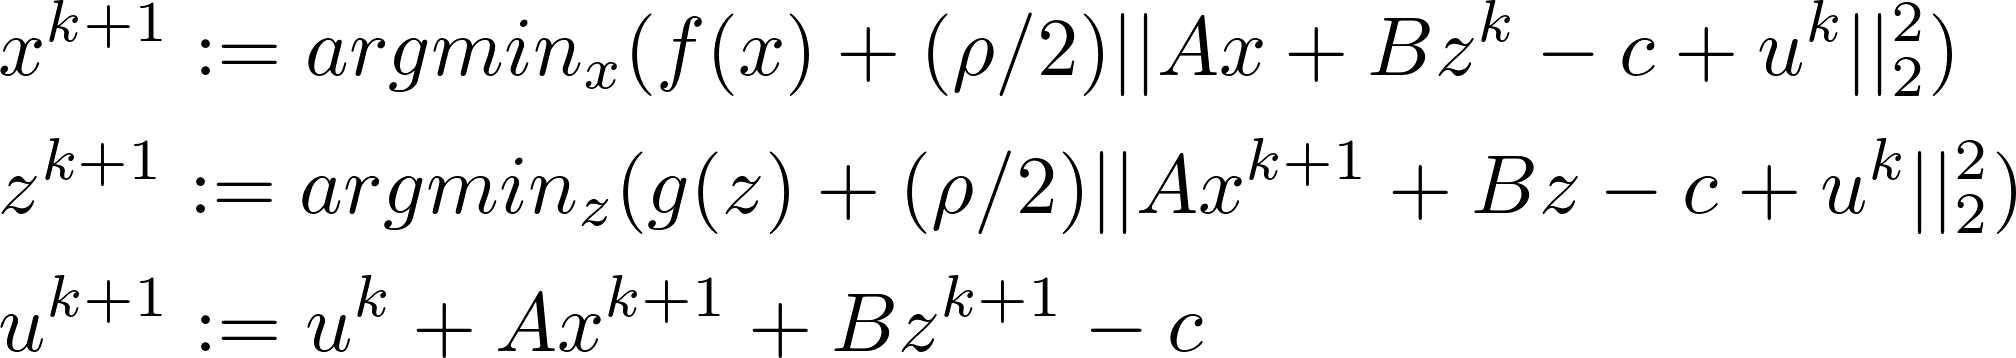 x^{k+1} := argmin_x(f(x) + (ρ/2)||Ax + Bz^k − c + u^k||_2^2)
z^{k+1} := argmin_z(g(z) + (ρ/2)||Ax^{k+1} + Bz − c + u^k||_2^2)
u^{k+1} := u^k + Ax^{k+1} + Bz^{k+1} − c